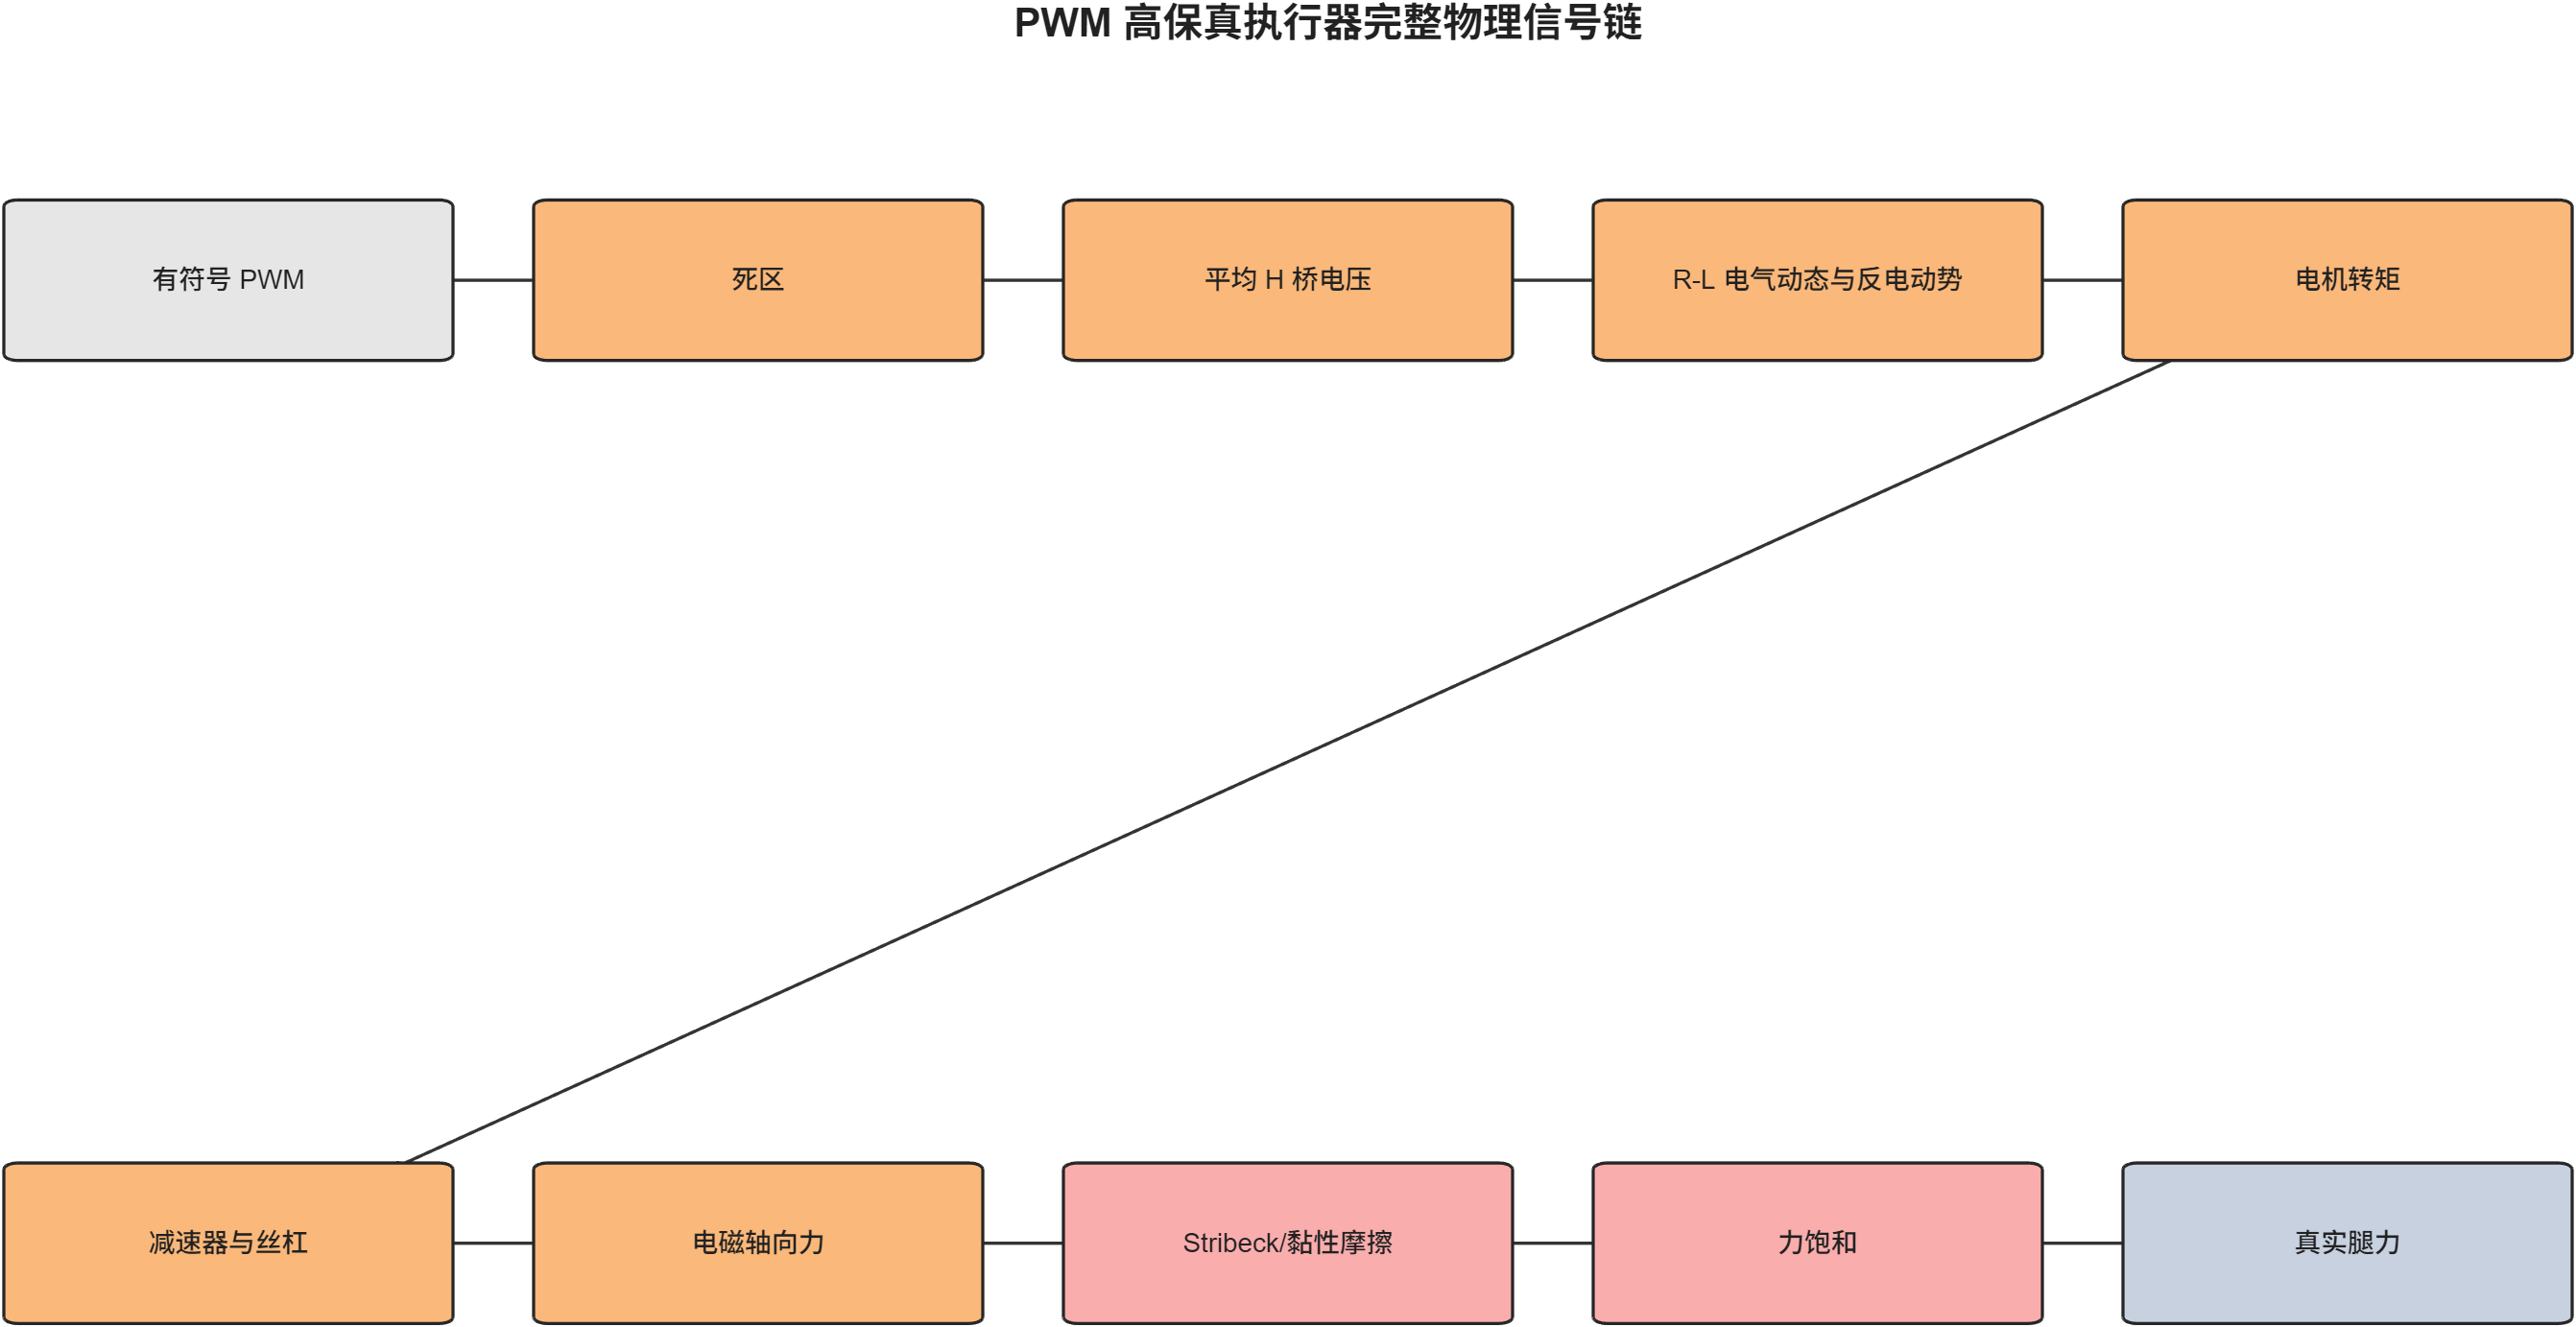 PWM 高保真执行器完整物理信号链
有符号 PWM
死区
平均 H 桥电压
R-L 电气动态与反电动势
电机转矩
减速器与丝杠
电磁轴向力
Stribeck/黏性摩擦
力饱和
真实腿力